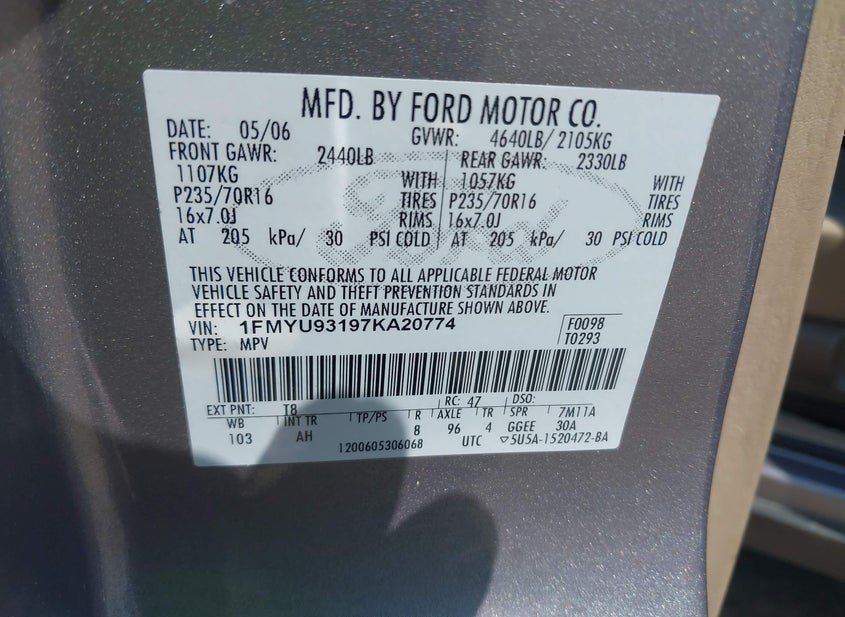 MFD. BY FORD MOTOR CO.
DATE: 05/06 GVWR: 4640LB/ 2105KG
FRONT GAWR: 2440LB REAR GAWR: 2330LB
1107KG WITH 1057KG WITH
P235/70R16 TIRES P235/70R16 TIRES
16x7.0J RIMS 16x7.0J RIMS
AT 205 kPa/ 30 PSI COLD AT 205 kPa/ 30 PSI COLD
Ford
THIS VEHICLE CONFORMS TO ALL APPLICABLE FEDERAL MOTOR
VEHICLE SAFETY AND THEFT PREVENTION STANDARDS IN
EFFECT ON THE DATE OF MANUFACTURE SHOWN ABOVE.
VIN: 1FMYU93197KA20774 F0098
TYPE: MPV T0293
EXT PNT: T8 RC: 47 DSO:
WB INT TR TP/PS R AXLE TR SPR 7M11A
103 AH 8 96 4 GGEE 30A
1200605306068 UTC ▽5U5A-1520472-BA